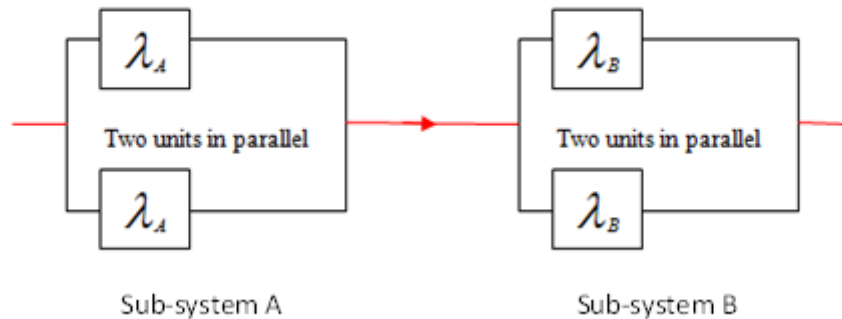 λA λB
Two units in parallel Two units in parallel
λA λB
Sub-system A Sub-system B